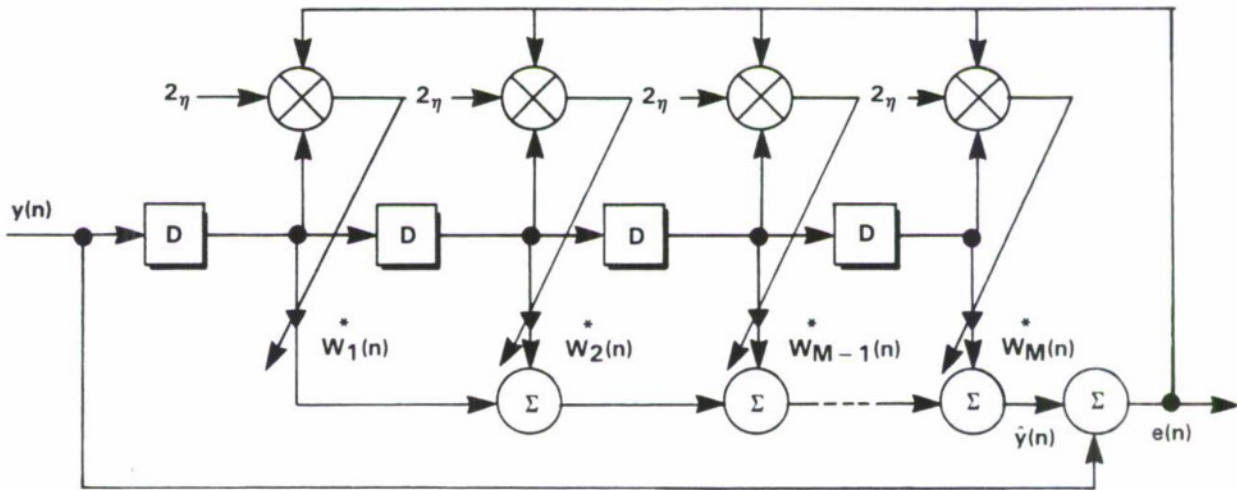 2η 2η 2η 2η
y(n) D D D D
W*1(n) W*2(n) W*M−1(n) W*M(n)
Σ Σ Σ Σ
ŷ(n) e(n)